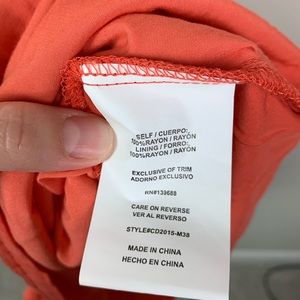 SELF / CUERPO:
100%RAYON / RAYÓN
LINING / FORRO:
100%RAYON / RAYÓN
EXCLUSIVE OF TRIM
ADORNO EXCLUSIVO
RN#139688
CARE ON REVERSE
VER AL REVERSO
STYLE#CD2015-M38
MADE IN CHINA
HECHO EN CHINA